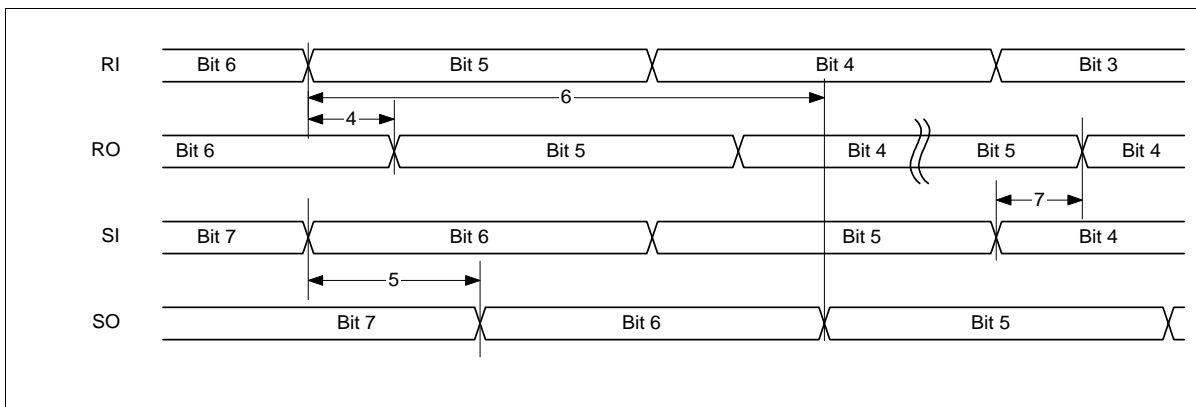 RI Bit 6 Bit 5 Bit 4 Bit 3
6
4
RO Bit 6 Bit 5 Bit 4 Bit 5 Bit 4
7
SI Bit 7 Bit 6 Bit 5 Bit 4
5
SO Bit 7 Bit 6 Bit 5